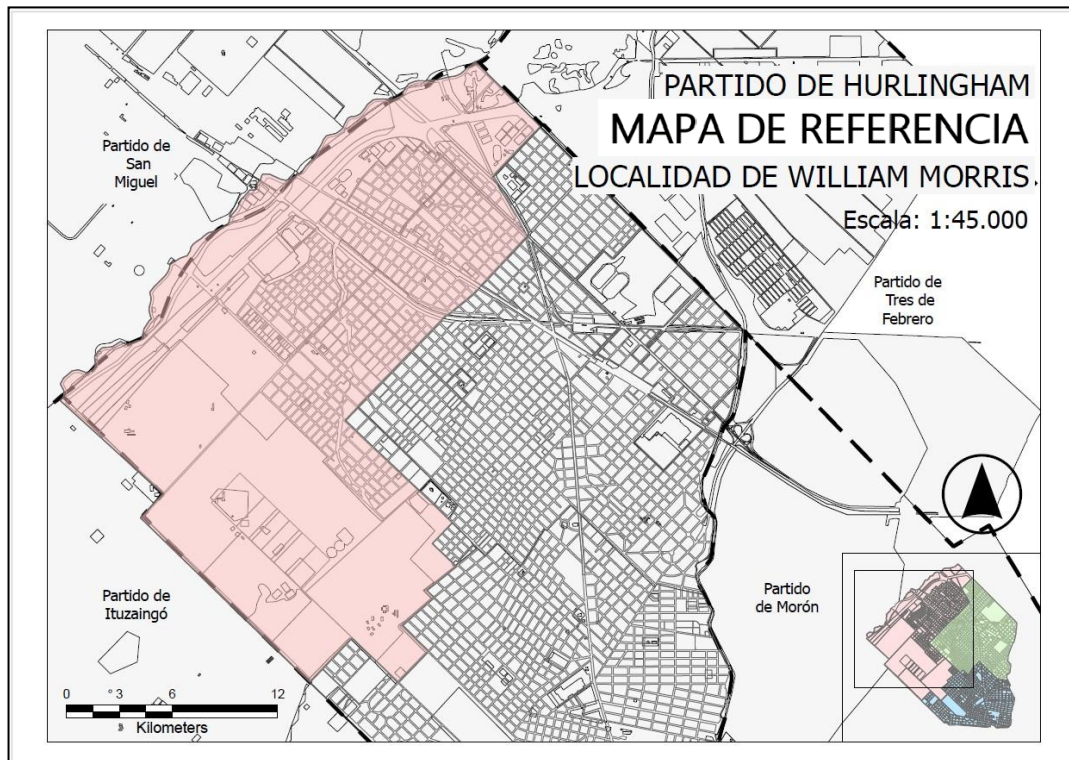 PARTIDO DE HURLINGHAM
MAPA DE REFERENCIA
LOCALIDAD DE WILLIAM MORRIS
Escala: 1:45.000
Partido de
San
Miguel
Partido de
Tres de
Febrero
Partido de
Ituzaingó
Partido
de Morón
0 3 6 12
Kilometers